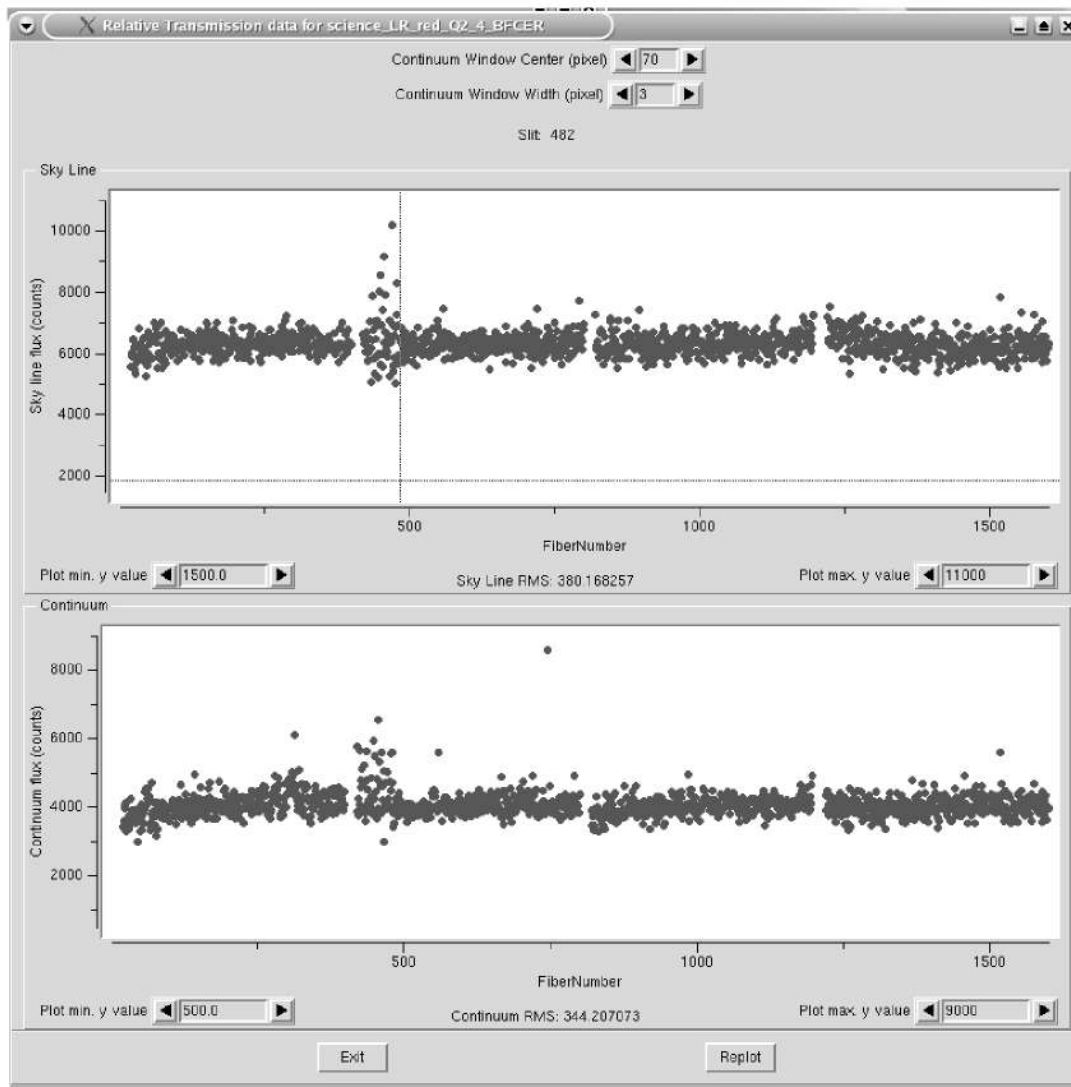 Relative Transmission data for science_LR_red_Q2_4_BFCER
Continuum Window Center (pixel) 70
Continuum Window Width (pixel) 3
Slit: 482
Sky Line
10000
8000
6000
4000
2000
Sky line flux (counts)
500 1000 1500
FiberNumber
Plot min. y value 1500.0 Sky Line RMS: 380.168257 Plot max. y value 11000
Continuum
8000
6000
4000
2000
Continuum flux (counts)
500 1000 1500
FiberNumber
Plot min. y value 500.0 Continuum RMS: 344.207073 Plot max. y value 9000
Exit Replot